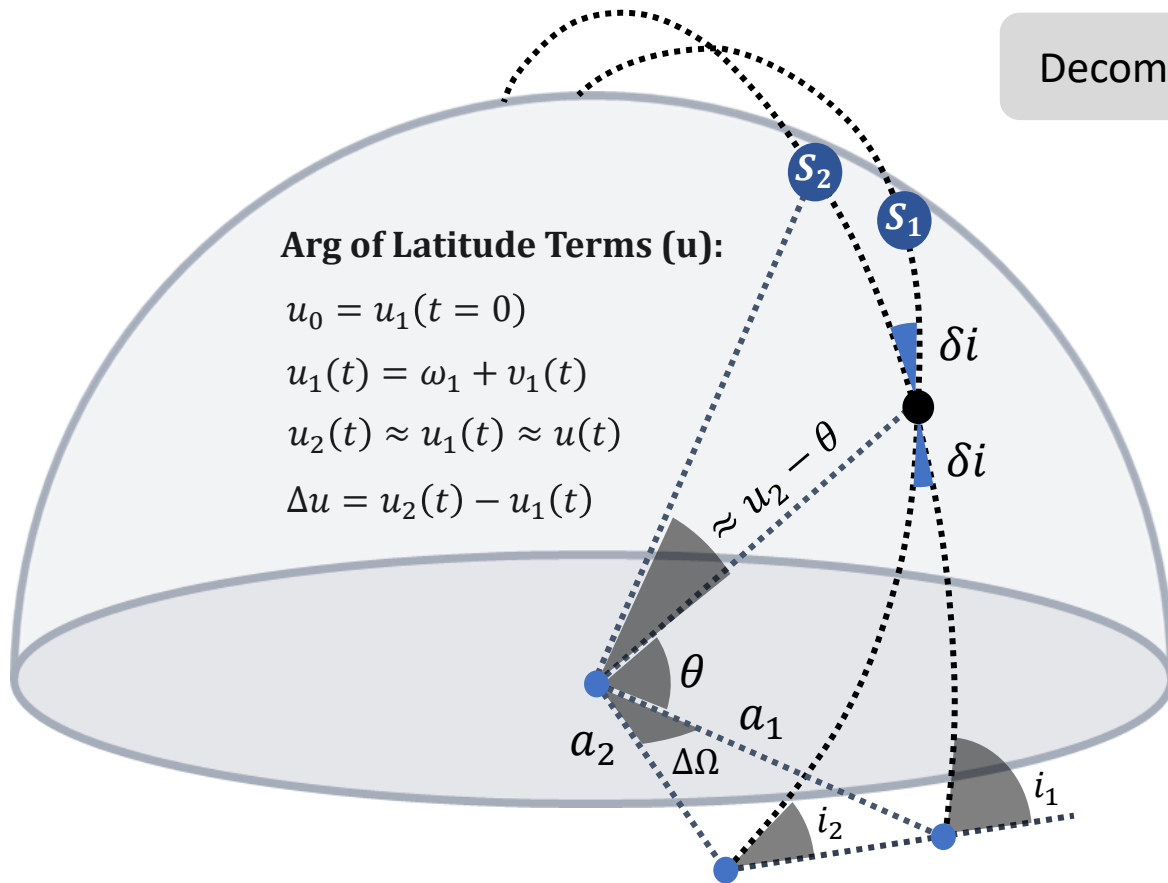 Decom
S₂
S₁
Arg of Latitude Terms (u):
u₀ = u₁(t = 0)
u₁(t) = ω₁ + υ₁(t)
u₂(t) ≈ u₁(t) ≈ u(t)
Δu = u₂(t) − u₁(t)
δi
δi
≈ u₂ − θ
θ
a₁
a₂
ΔΩ
i₁
i₂